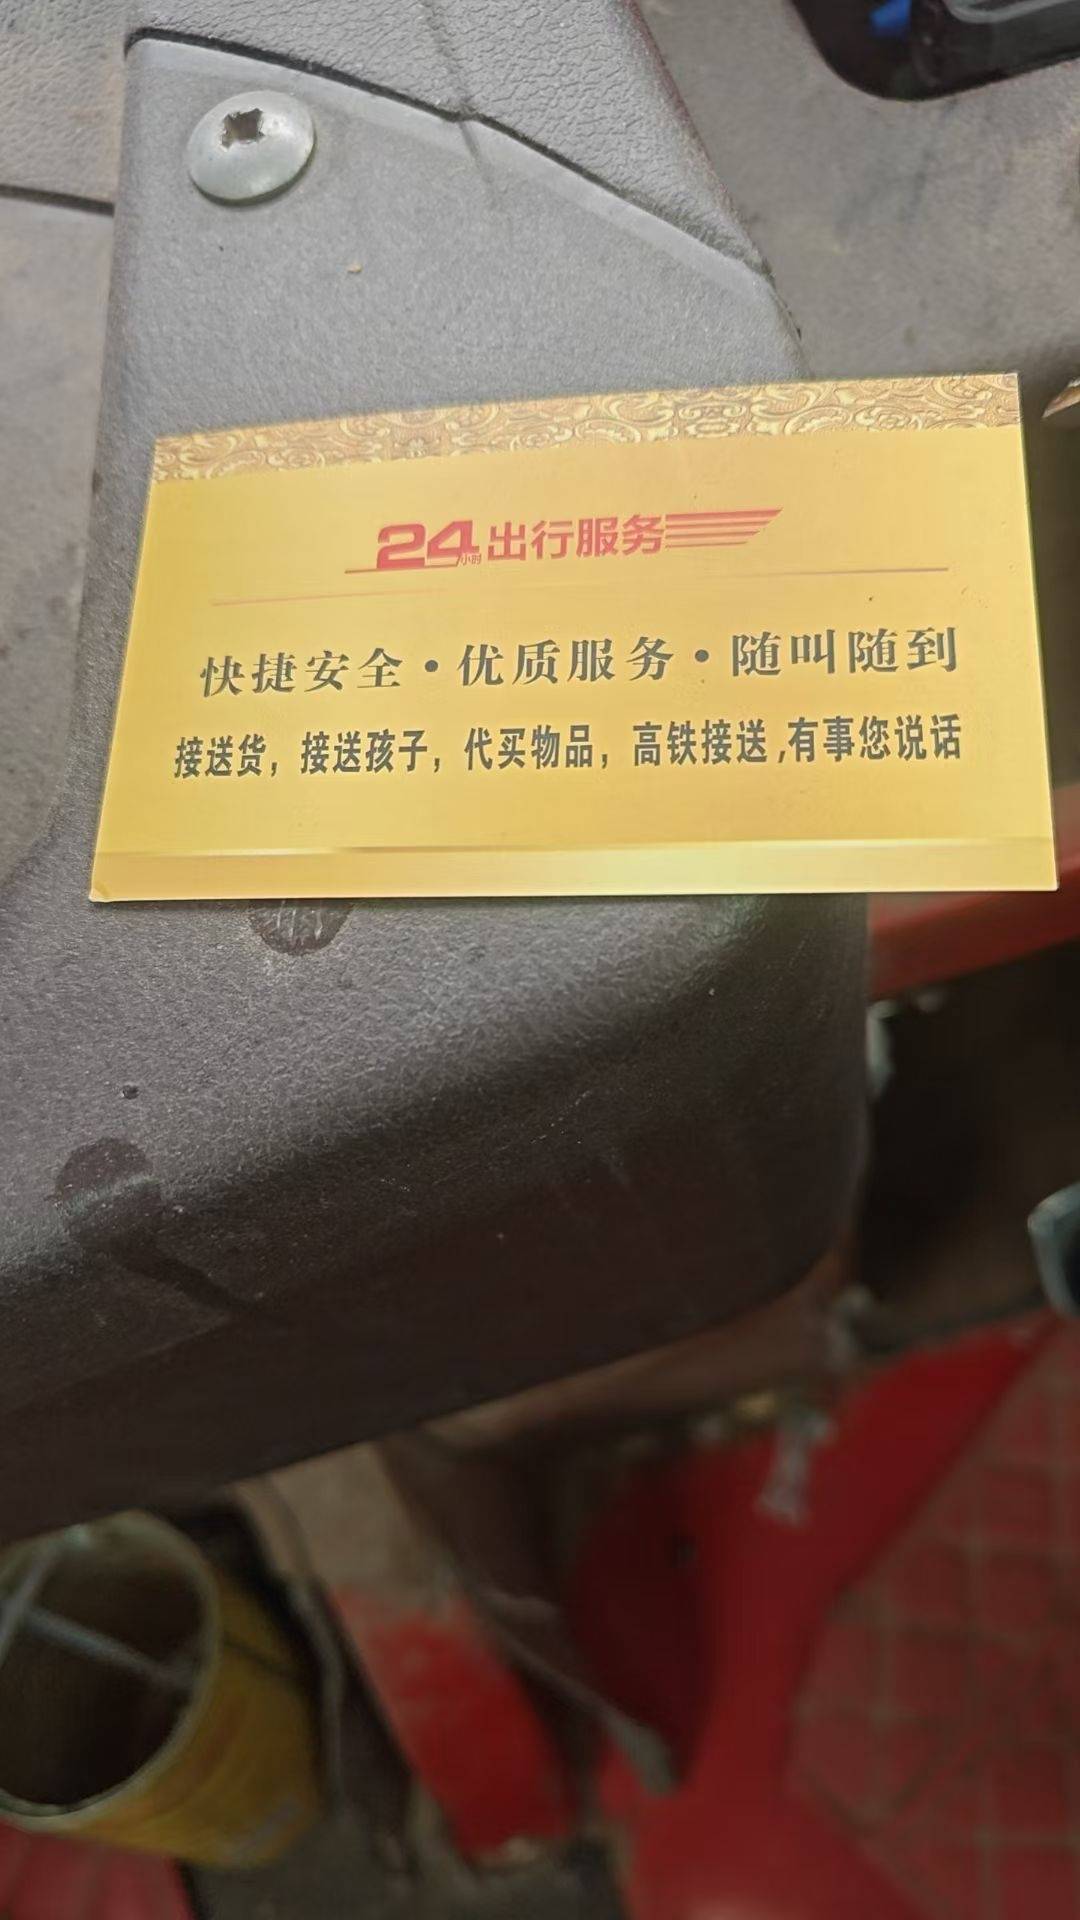 24小时出行服务
快捷安全·优质服务·随叫随到
接送货，接送孩子，代买物品，高铁接送,有事您说话